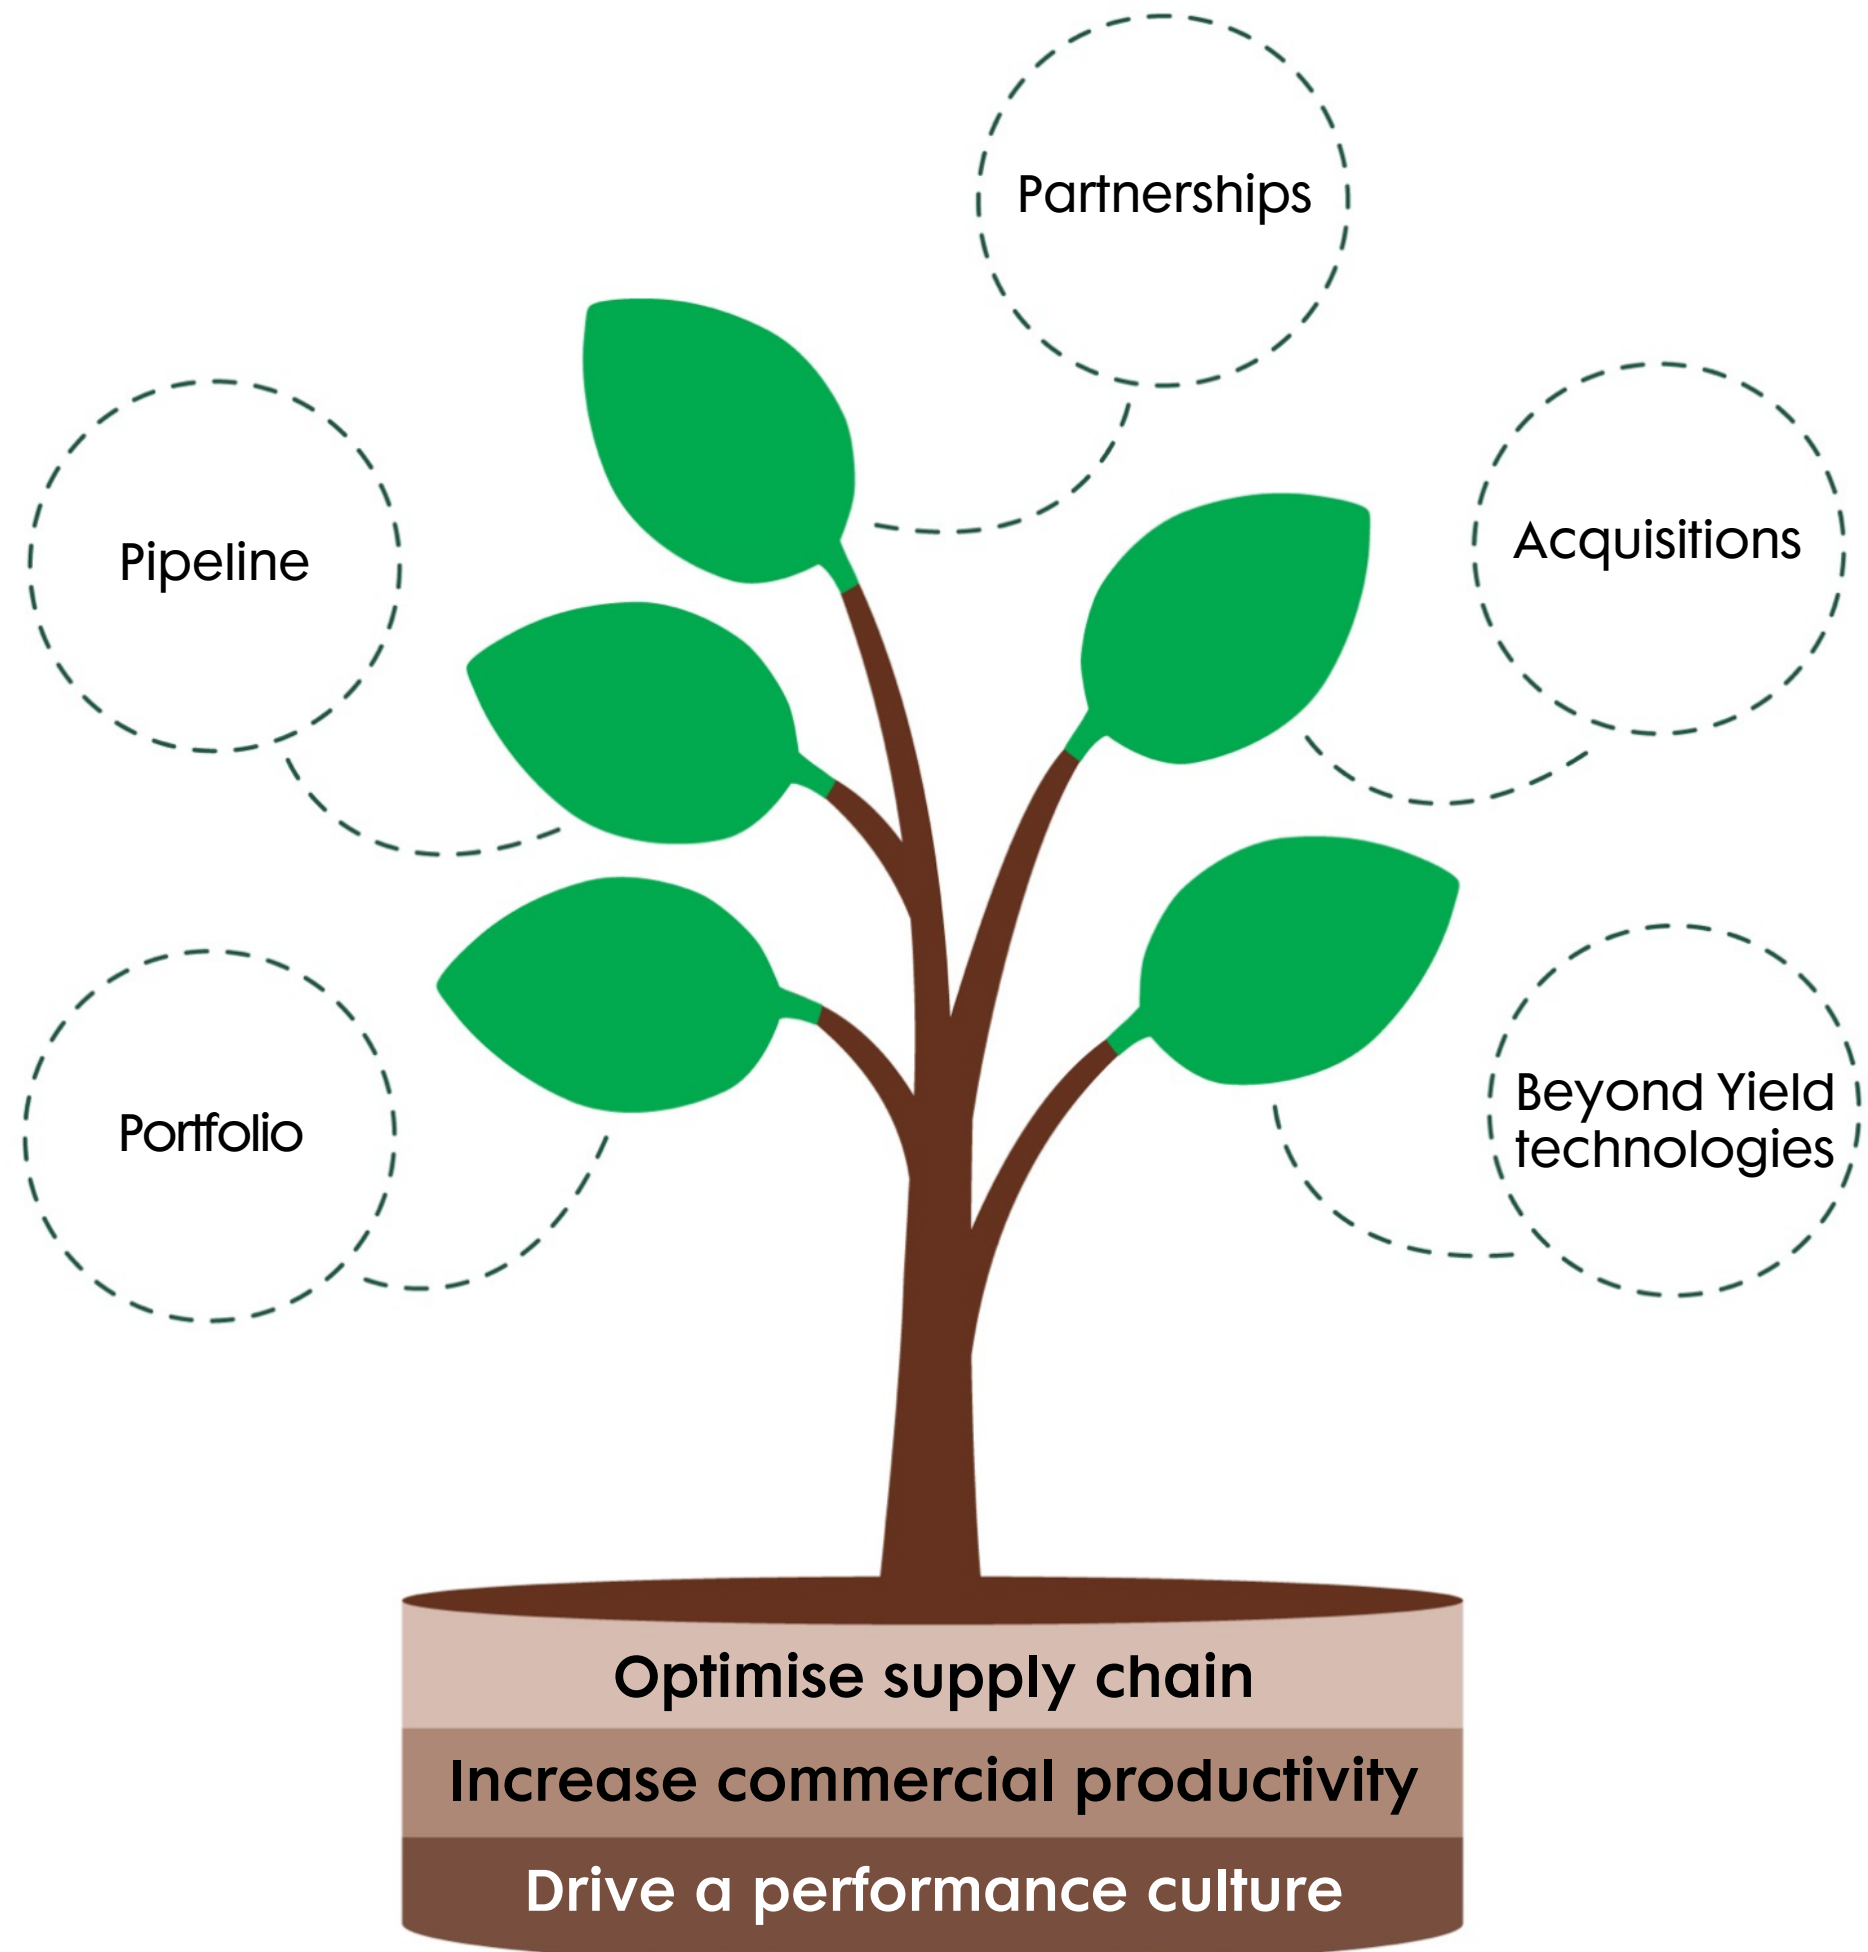 Partnerships
Acquisitions
Pipeline
Beyond Yield
technologies
Portfolio
Optimise supply chain
Increase commercial productivity
Drive a performance culture